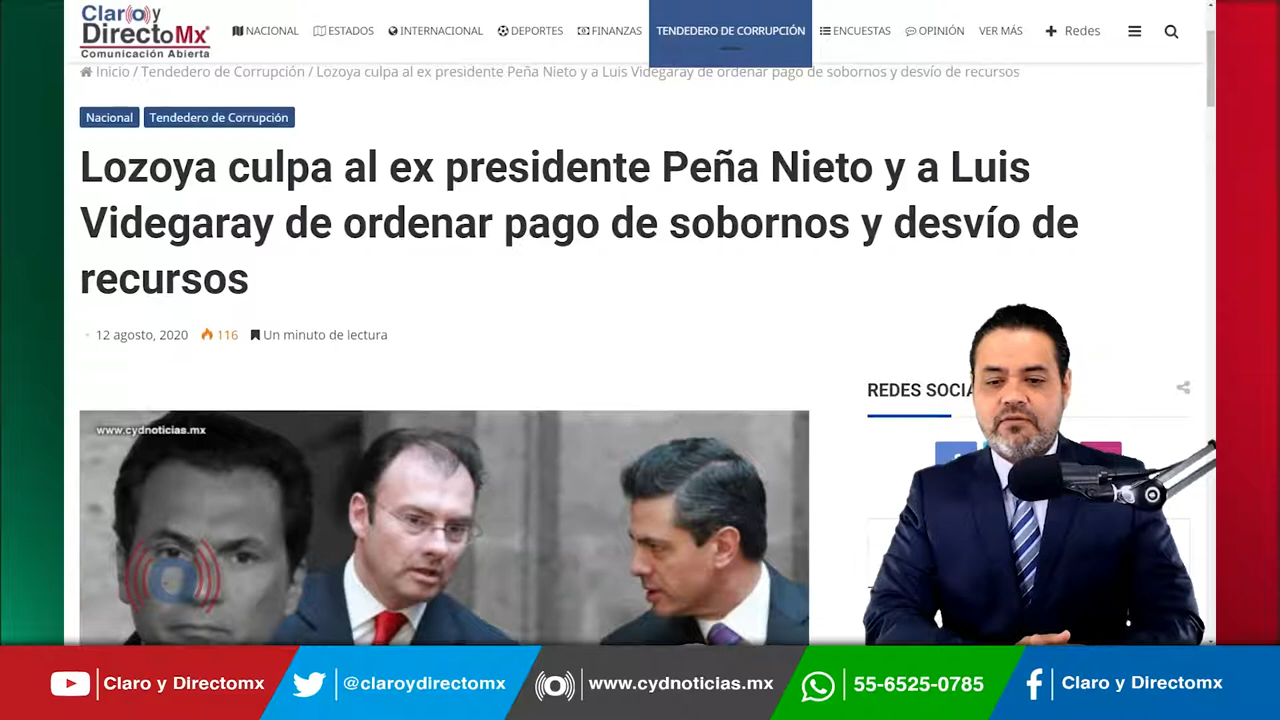 Claro y
DirectoMx
Comunicación Abierta
NACIONAL
ESTADOS
INTERNACIONAL
DEPORTES
FINANZAS
TENDEDERO DE CORRUPCIÓN
ENCUESTAS
OPINIÓN
VER MÁS
Redes
Inicio / Tendedero de Corrupción / Lozoya culpa al ex presidente Peña Nieto y a Luis Videgaray de ordenar pago de sobornos y desvío de recursos
Nacional
Tendedero de Corrupción
Lozoya culpa al ex presidente Peña Nieto y a Luis
Videgaray de ordenar pago de sobornos y desvío de
recursos
12 agosto, 2020
116
Un minuto de lectura
REDES SOCIA
www.cydnoticias.mx
Claro y Directomx
@claroydirectomx
www.cydnoticias.mx
55-6525-0785
Claro y Directomx